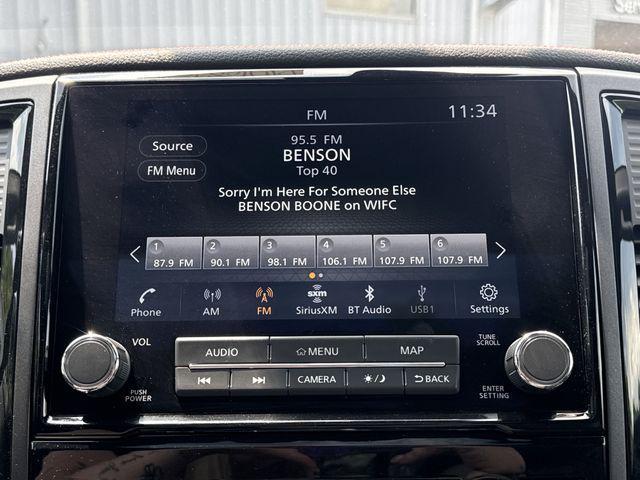 FM
11:34
Source
FM Menu
95.5 FM
BENSON
Top 40
Sorry I'm Here For Someone Else
BENSON BOONE on WIFC
1 2 3 4 5 6
87.9 FM 90.1 FM 98.1 FM 106.1 FM 107.9 FM 107.9 FM
sxm
Phone AM FM SiriusXM BT Audio USB1 Settings
VOL
AUDIO MENU MAP
TUNE
SCROLL
PUSH
POWER
CAMERA BACK
ENTER
SETTING